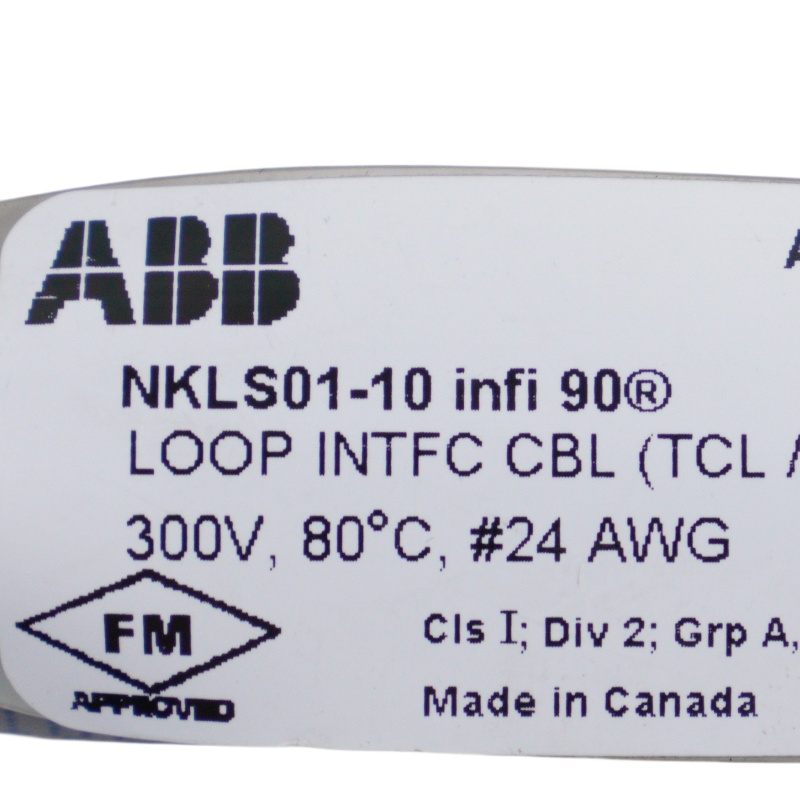 ABB
NKLS01-10 infi 90®
LOOP INTFC CBL (TCL
300V, 80°C, #24 AWG
FM
APPROVED
Cls I; Div 2; Grp A,
Made in Canada